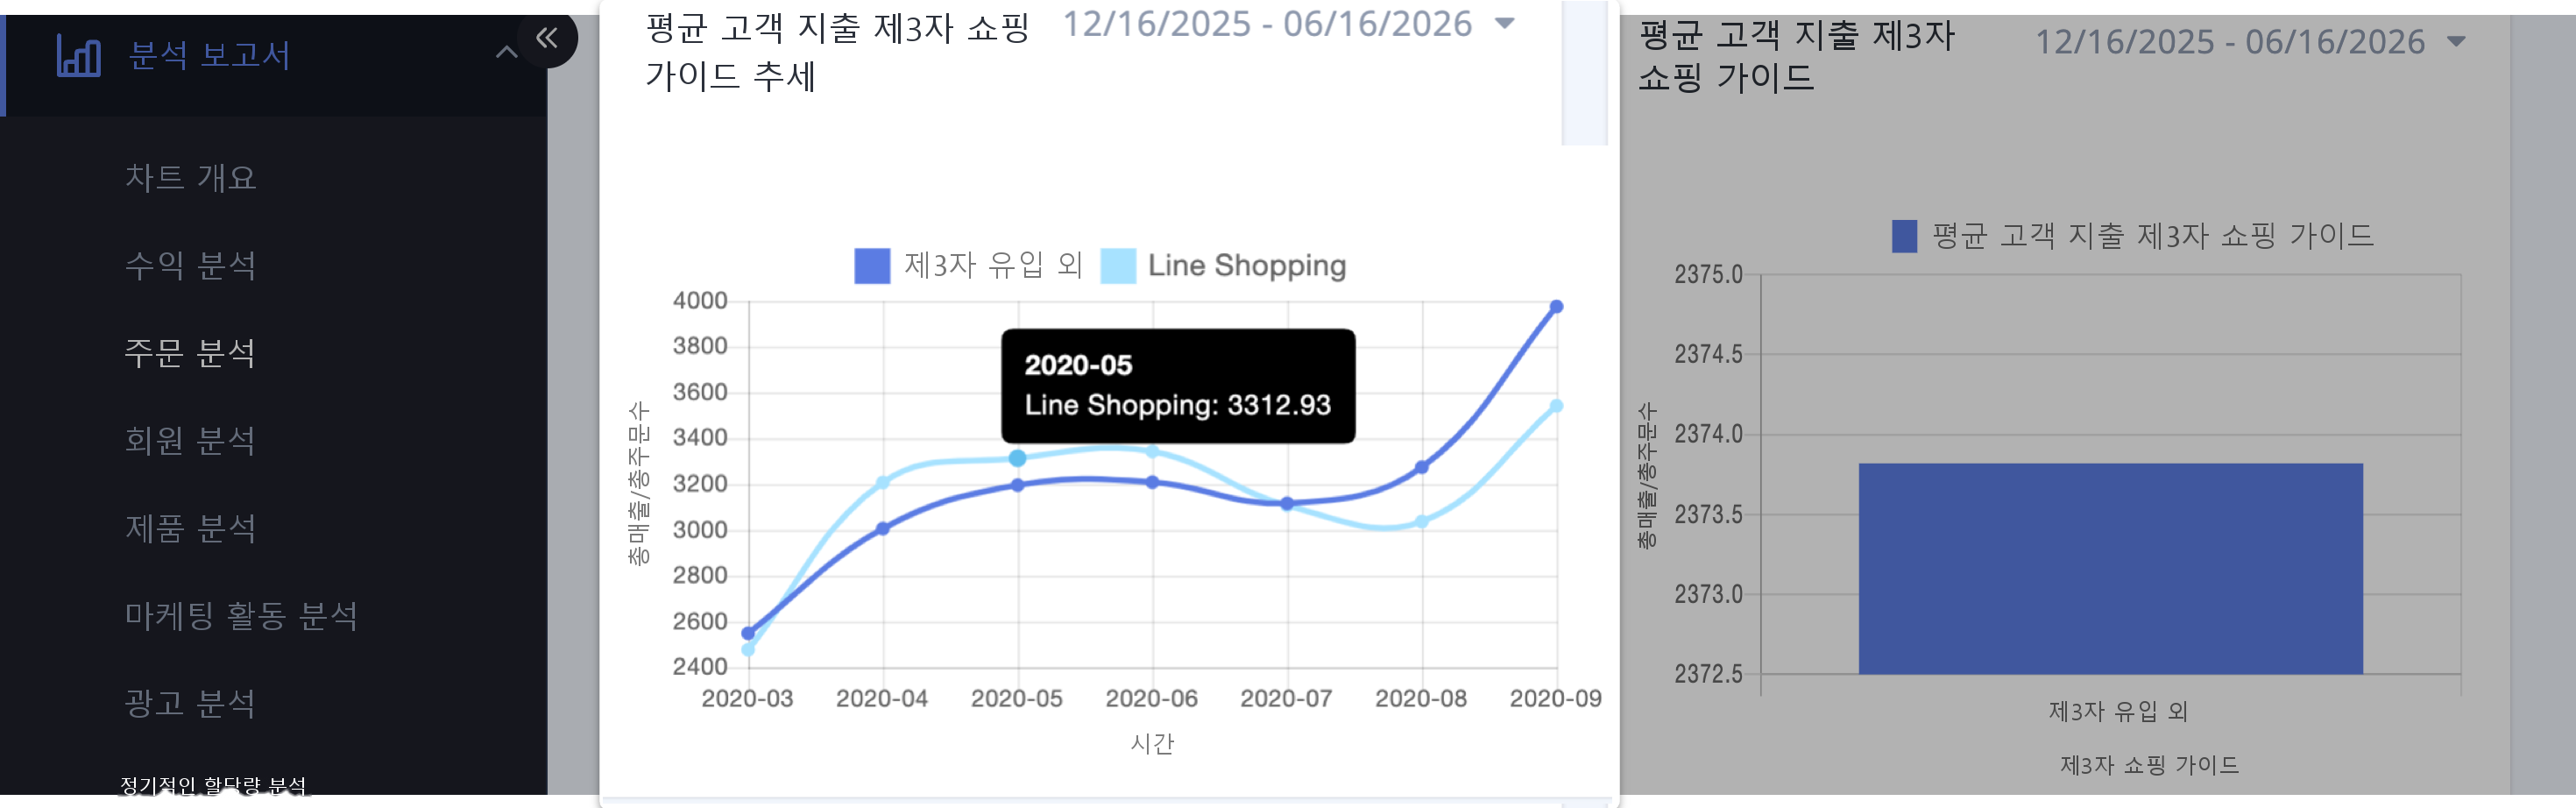 분석 보고서
차트 개요
수익 분석
주문 분석
회원 분석
제품 분석
마케팅 활동 분석
광고 분석
정기적인 할당량 분석
평균 고객 지출 제3자 쇼핑
가이드 추세
12/16/2025 - 06/16/2026
제3자 유입 외
Line Shopping
총매출/총주문수
4000
3800
3600
3400
3200
3000
2800
2600
2400
2020-05
Line Shopping: 3312.93
2020-03 2020-04 2020-05 2020-06 2020-07 2020-08 2020-09
시간
평균 고객 지출 제3자
쇼핑 가이드
12/16/2025 - 06/16/2026
평균 고객 지출 제3자 쇼핑 가이드
총매출/총주문수
2375.0
2374.5
2374.0
2373.5
2373.0
2372.5
제3자 유입 외
제3자 쇼핑 가이드